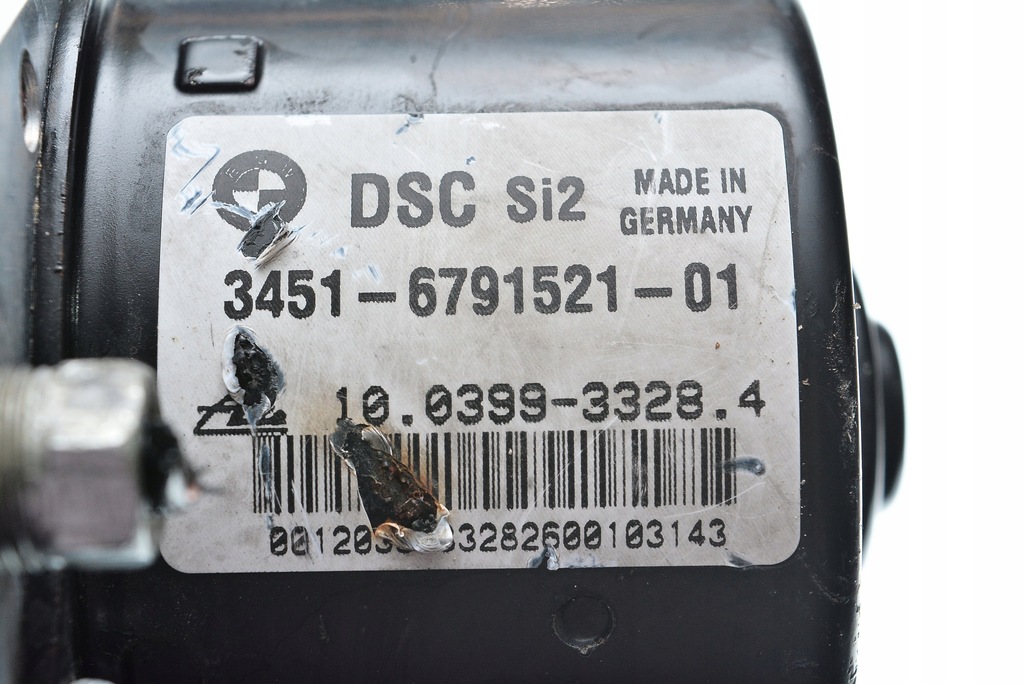 DSC Si2
MADE IN
GERMANY
3451-6791521-01
10.0399-3328.4